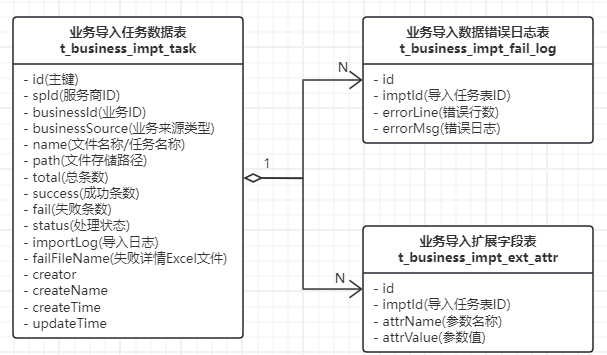 业务导入任务数据表
t_business_impt_task
- id(主键)
- spId(服务商ID)
- businessId(业务ID)
- businessSource(业务来源类型)
- name(文件名称/任务名称)
- path(文件存储路径)
- total(总条数)
- success(成功条数)
- fail(失败条数)
- status(处理状态)
- importLog(导入日志)
- failFileName(失败详情Excel文件)
- creator
- createName
- createTime
- updateTime
1
N
N
业务导入数据错误日志表
t_business_impt_fail_log
- id
- imptId(导入任务表ID)
- errorLine(错误行数)
- errorMsg(错误日志)
业务导入扩展字段表
t_business_impt_ext_attr
- id
- imptId(导入任务表ID)
- attrName(参数名称)
- attrValue(参数值)